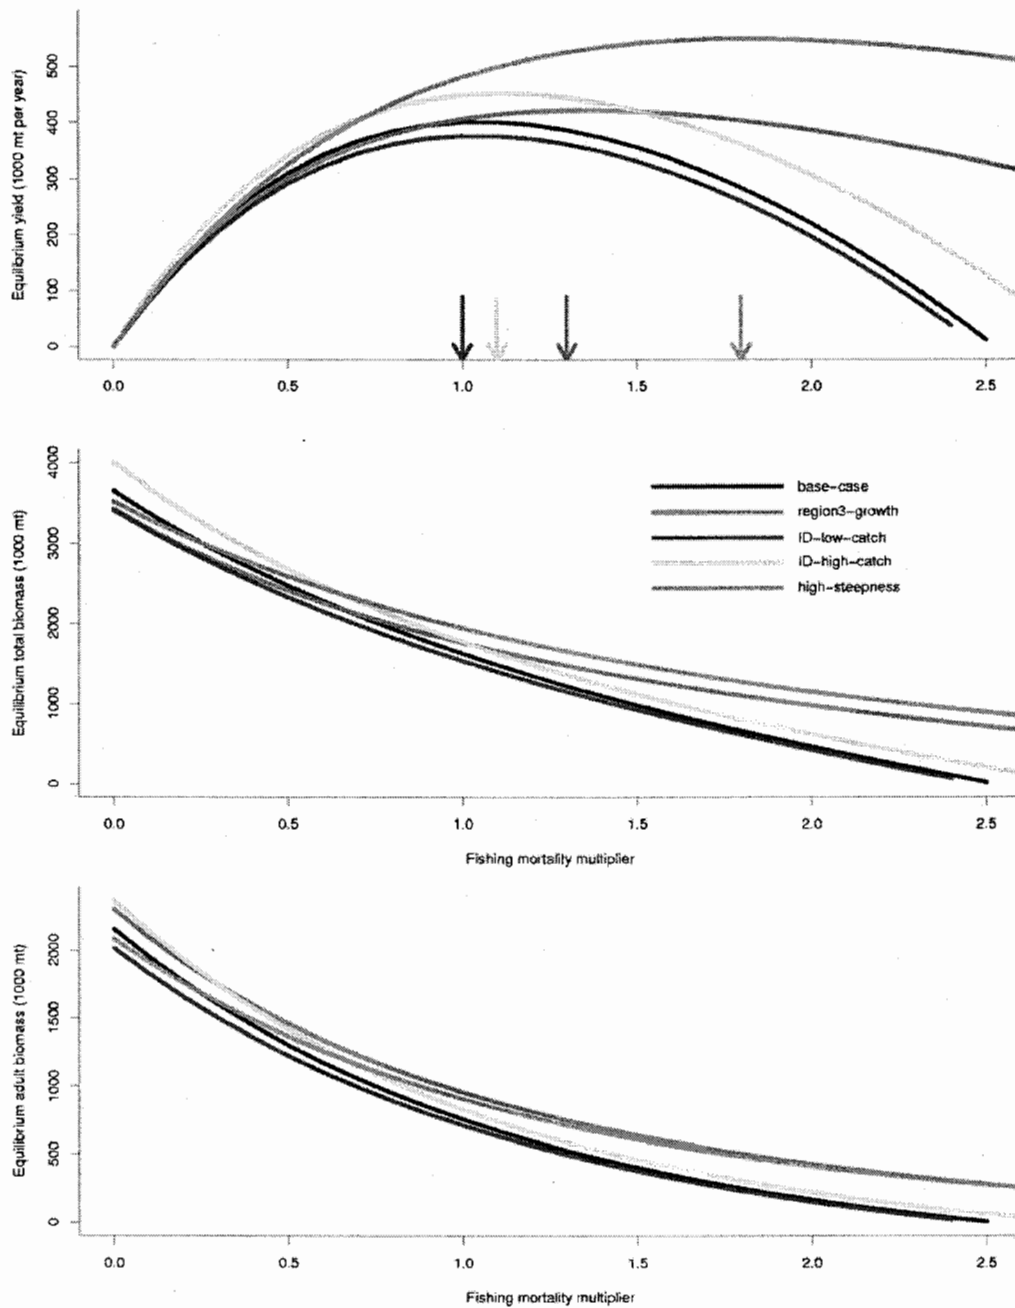 Equilibrium yield (1000 mt per year)
500
400
300
200
100
0
0.0 0.5 1.0 1.5 2.0 2.5
Equilibrium total biomass (1000 mt)
4000
3000
2000
1000
0
base-case
region3-growth
ID-low-catch
ID-high-catch
high-steepness
0.0 0.5 1.0 1.5 2.0 2.5
Fishing mortality multiplier
Equilibrium adult biomass (1000 mt)
2000
1500
1000
500
0
0.0 0.5 1.0 1.5 2.0 2.5
Fishing mortality multiplier